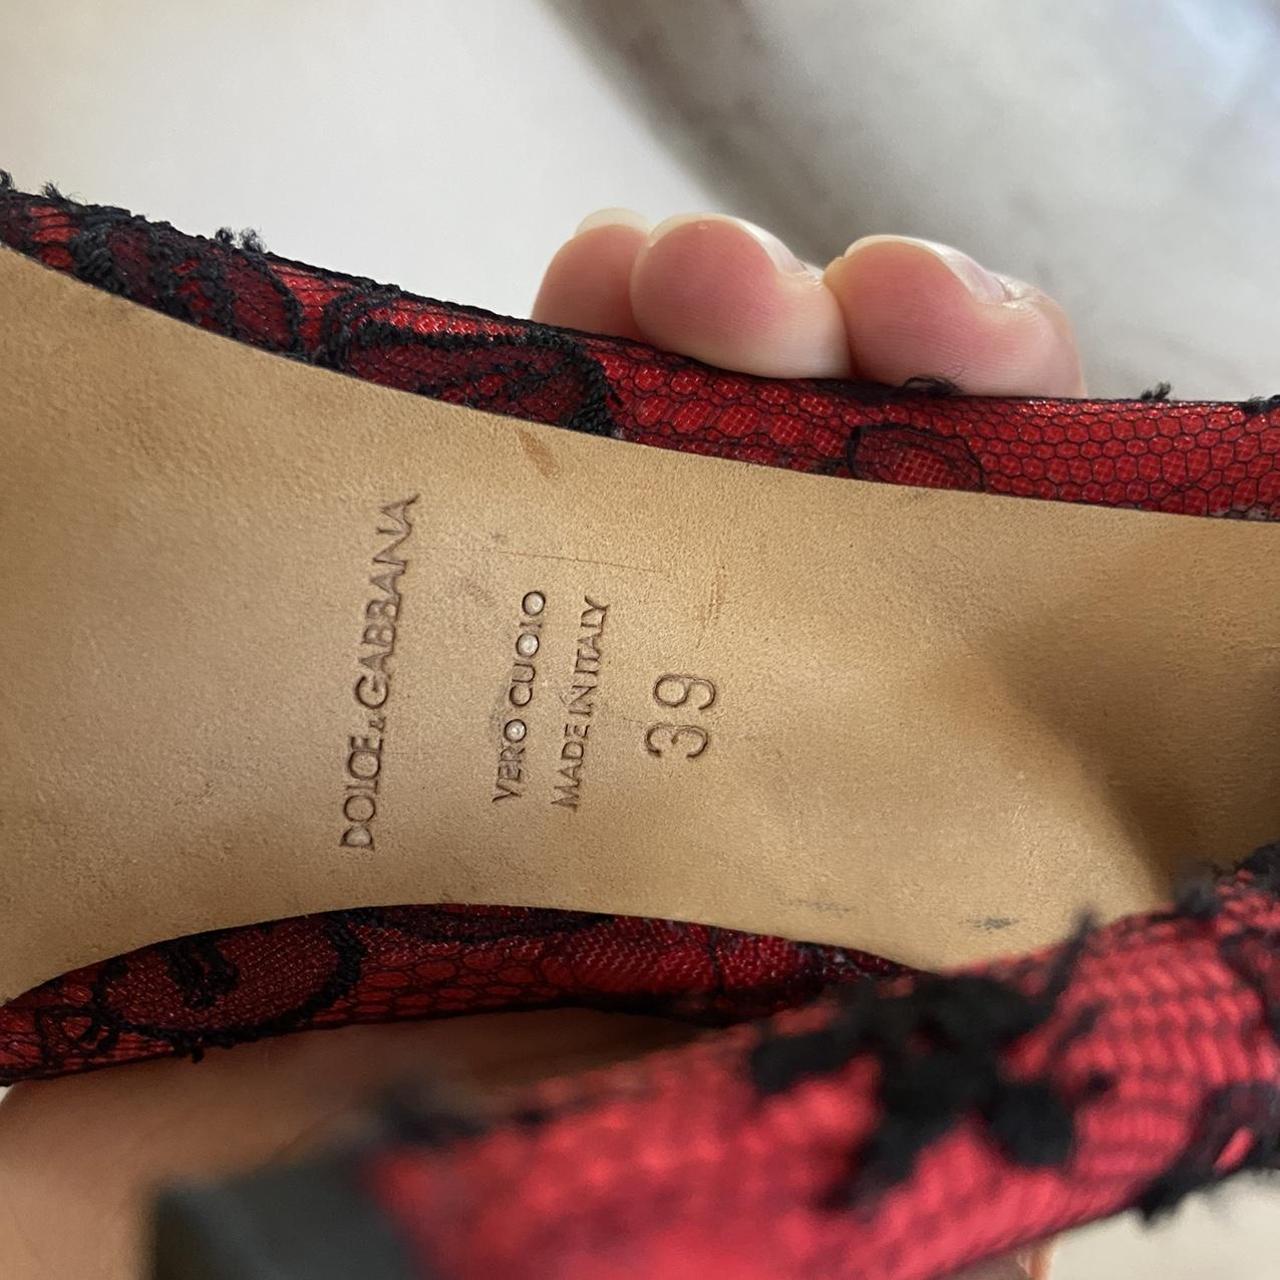 DOLCE & GABBANA
VERO CUOIO
MADE IN ITALY
39